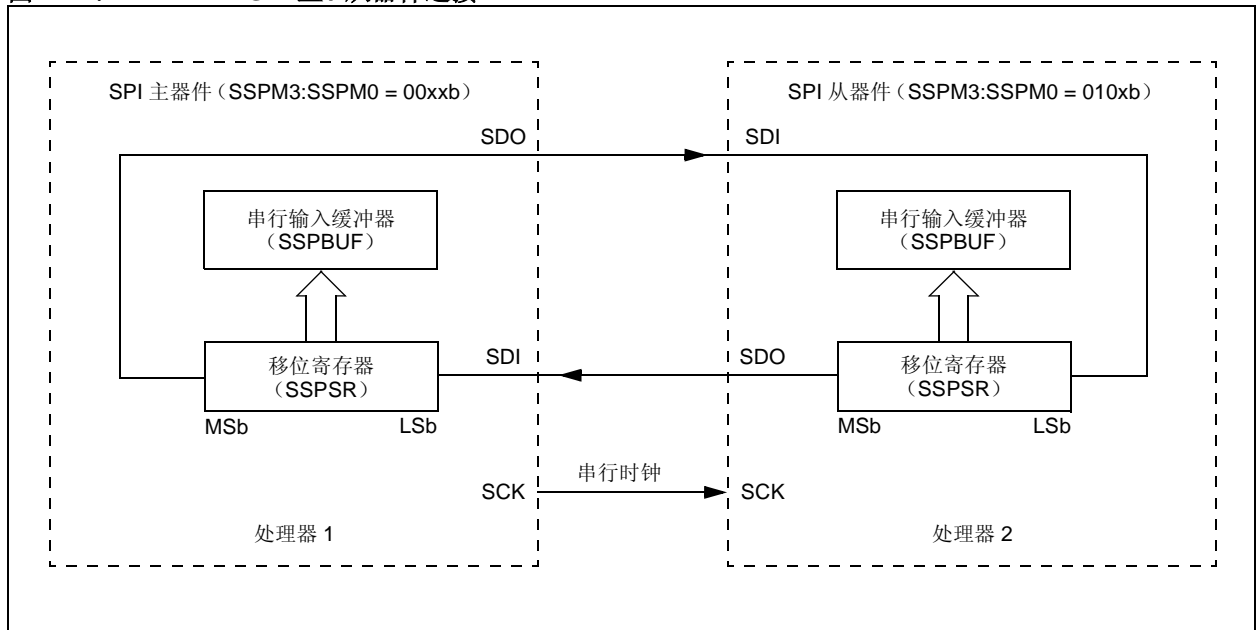 SPI 主器件（SSPM3:SSPM0 = 00xxb）
SPI 从器件（SSPM3:SSPM0 = 010xb）
SDO
SDI
串行输入缓冲器
（SSPBUF）
串行输入缓冲器
（SSPBUF）
移位寄存器
（SSPSR）
SDI
SDO
移位寄存器
（SSPSR）
MSb
LSb
MSb
LSb
串行时钟
SCK
SCK
处理器 1
处理器 2